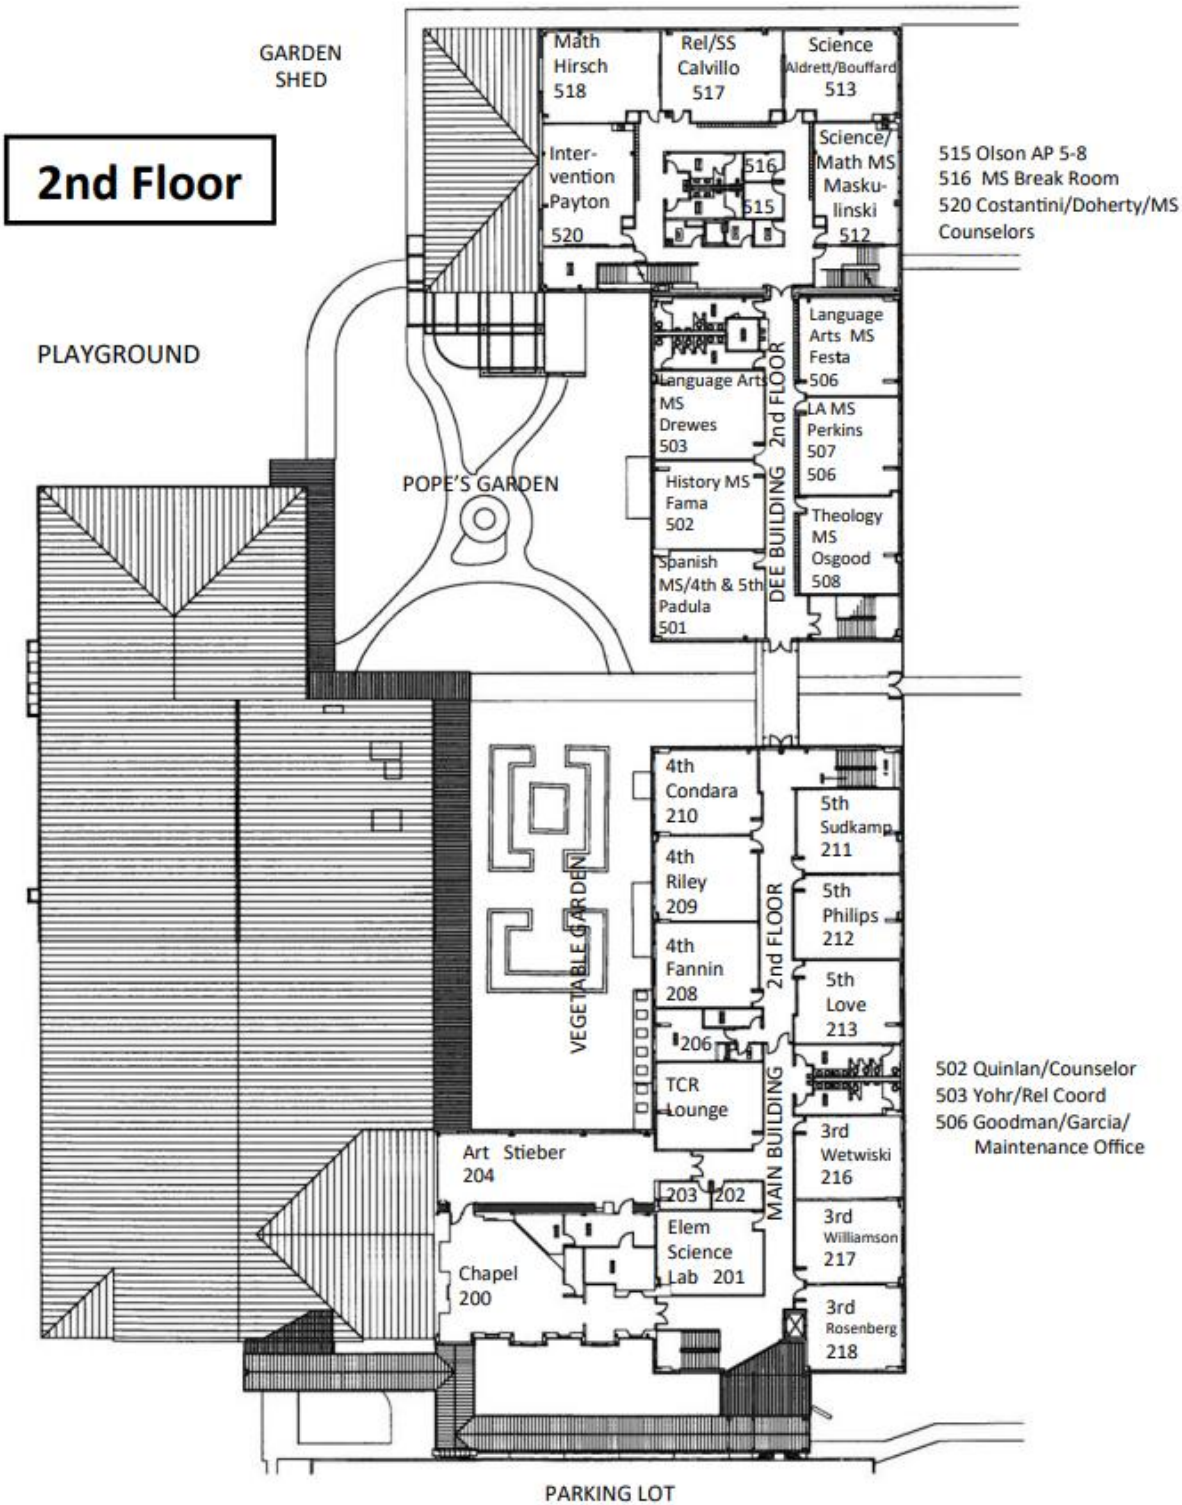 GARDEN
SHED
2nd Floor
Math
Hirsch
518
Rel/SS
Calvillo
517
Science
Aldrett/Bouffard
513
Inter-
vention
Payton
520
516
515
Science/
Math MS
Masku-
linski
512
515 Olson AP 5-8
516 MS Break Room
520 Costantini/Doherty/MS
Counselors
PLAYGROUND
Language
Arts MS
Festa
506
Language Arts
MS
Drewes
503
LA MS
Perkins
507
506
POPE'S GARDEN
History MS
Fama
502
Theology
MS
Osgood
508
Spanish
MS/4th & 5th
Padula
501
DEE BUILDING 2nd FLOOR
4th
Condara
210
5th
Sudkamp
211
4th
Riley
209
5th
Philips
212
4th
Fannin
208
5th
Love
213
VEGETABLE GARDEN
206
TCR
Lounge
MAIN BUILDING 2nd FLOOR
502 Quinlan/Counselor
503 Yohr/Rel Coord
506 Goodman/Garcia/
Maintenance Office
Art Stieber
204
3rd
Wetwiski
216
203
202
Elem
Science
Lab 201
3rd
Williamson
217
Chapel
200
3rd
Rosenberg
218
PARKING LOT